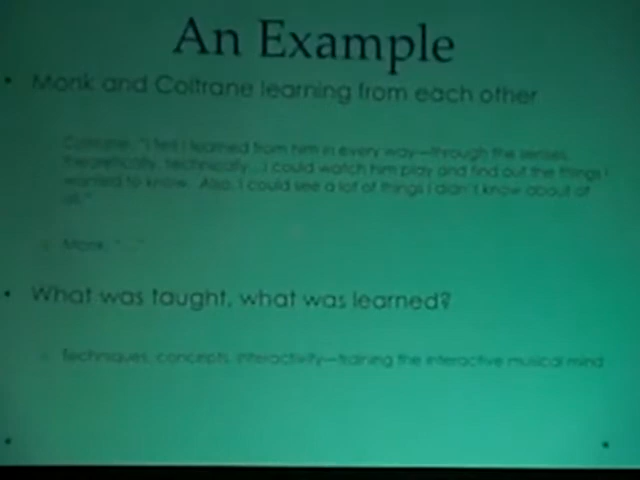 An Example
• Monk and Coltrane learning from each other
Coltrane: "I felt I learned from him in every way—through the senses,
theoretically, technically... I could watch him play and find out the things I
wanted to know. Also, I could see a lot of things I didn't know about at
all."
Monk: "..."
• What was taught, what was learned?
Techniques, concepts, interactivity—training the interactive musical mind